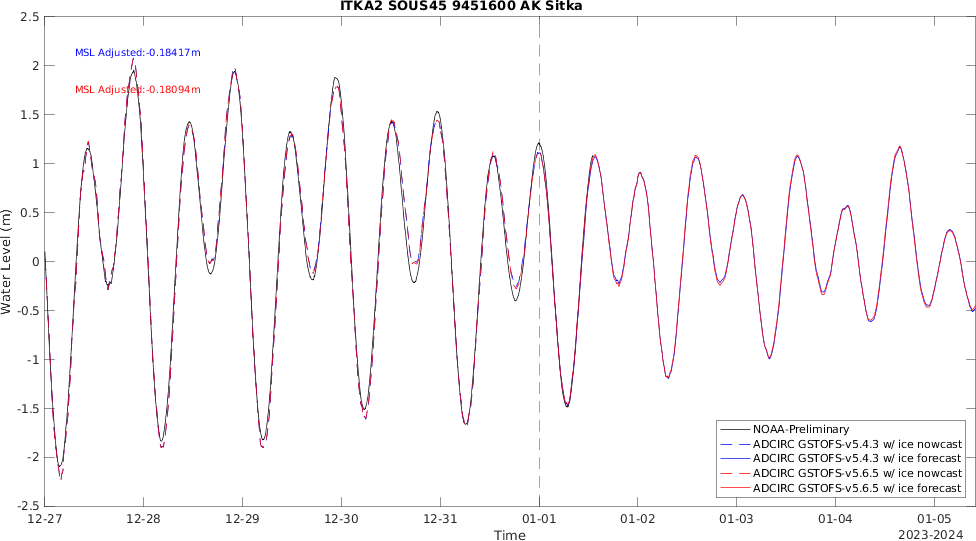 ITKA2 SOUS45 9451600 AK Sitka
MSL Adjusted:-0.18417m
MSL Adjusted:-0.18094m
Water Level (m)
2.5
2
1.5
1
0.5
0
-0.5
-1
-1.5
-2
-2.5
NOAA-Preliminary
ADCIRC GSTOFS-v5.4.3 w/ ice nowcast
ADCIRC GSTOFS-v5.4.3 w/ ice forecast
ADCIRC GSTOFS-v5.6.5 w/ ice nowcast
ADCIRC GSTOFS-v5.6.5 w/ ice forecast
12-27 12-28 12-29 12-30 12-31 01-01 01-02 01-03 01-04 01-05
Time
2023-2024